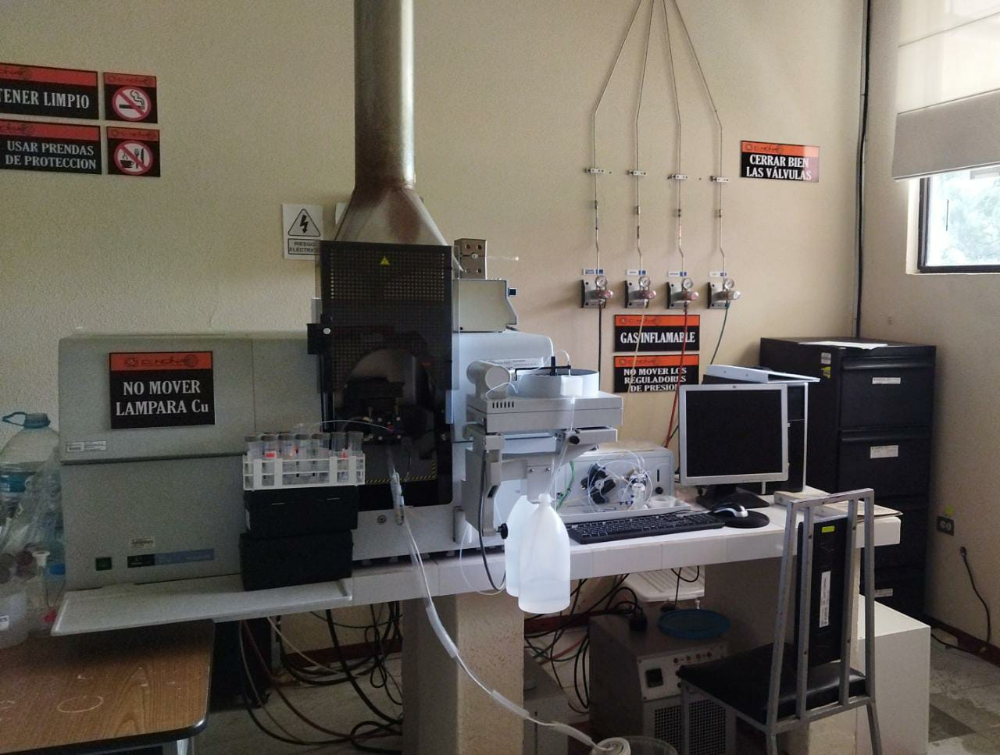 TENER LIMPIO
USAR PRENDAS
DE PROTECCION
RIESGO
ELÉCTRICO
CERRAR BIEN
LAS VÁLVULAS
GAS INFLAMABLE
NO MOVER LOS
REGULADORES
DE PRESION
NO MOVER
LAMPARA Cu